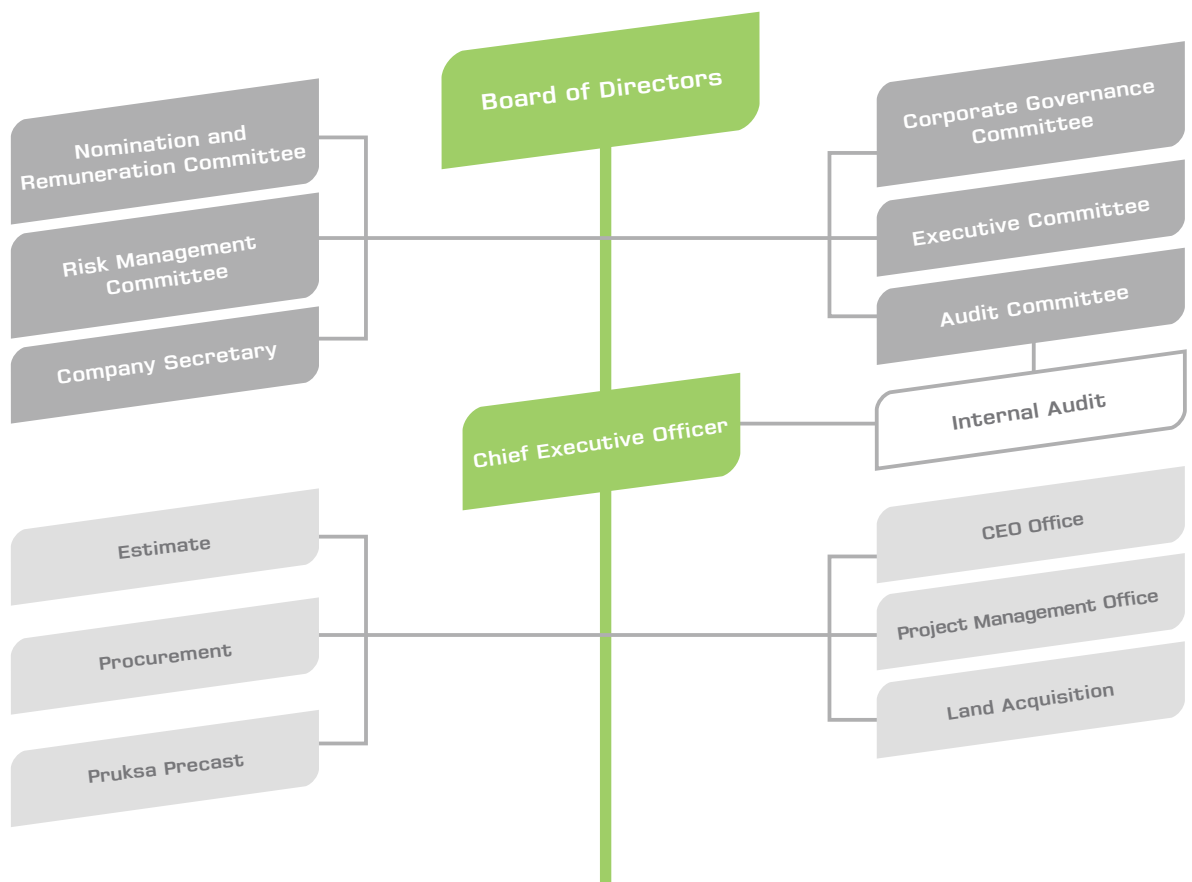 Board of Directors
Nomination and
Remuneration Committee
Risk Management
Committee
Company Secretary
Corporate Governance
Committee
Executive Committee
Audit Committee
Internal Audit
Chief Executive Officer
Estimate
Procurement
Pruksa Precast
CEO Office
Project Management Office
Land Acquisition